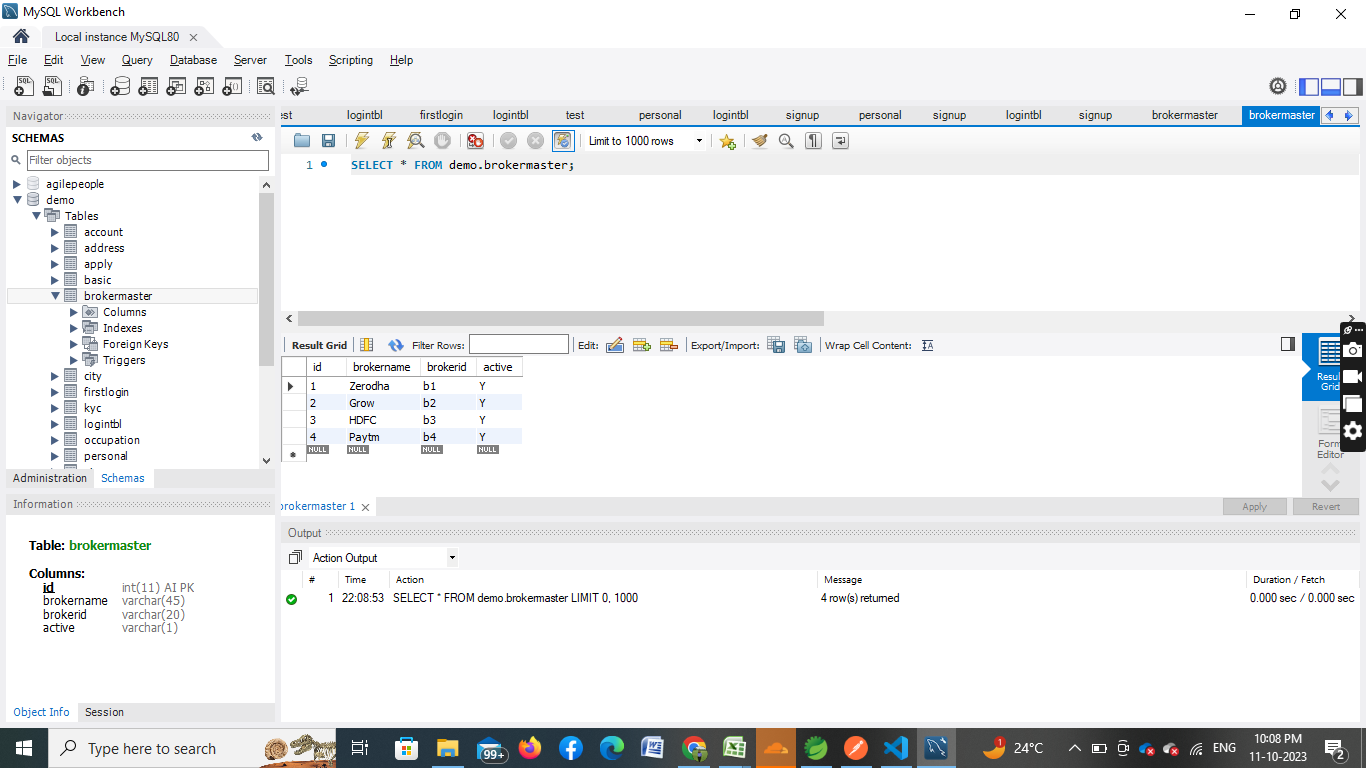 MySQL Workbench
Local instance MySQL80
File Edit View Query Database Server Tools Scripting Help
Navigator
SCHEMAS
Filter objects
agilepeople
demo
Tables
account
address
apply
basic
brokermaster
Columns
Indexes
Foreign Keys
Triggers
city
firstlogin
kyc
logintbl
occupation
personal
Administration Schemas
Information
Table: brokermaster
Columns:
id int(11) AI PK
brokername varchar(45)
brokerid varchar(20)
active varchar(1)
Object Info Session
est logintbl firstlogin logintbl test personal logintbl signup personal signup logintbl signup brokermaster brokermaster
Limit to 1000 rows
1 SELECT * FROM demo.brokermaster;
Result Grid Filter Rows: Edit: Export/Import: Wrap Cell Content:
id brokername brokerid active
1 Zerodha b1 Y
2 Grow b2 Y
3 HDFC b3 Y
4 Paytm b4 Y
NULL NULL NULL NULL
Result
Grid
Form
Editor
brokermaster 1 Apply Revert
Output
Action Output
# Time Action Message Duration / Fetch
1 22:08:53 SELECT * FROM demo.brokermaster LIMIT 0, 1000 4 row(s) returned 0.000 sec / 0.000 sec
Type here to search
99+
24°C
ENG
10:08 PM
11-10-2023
2